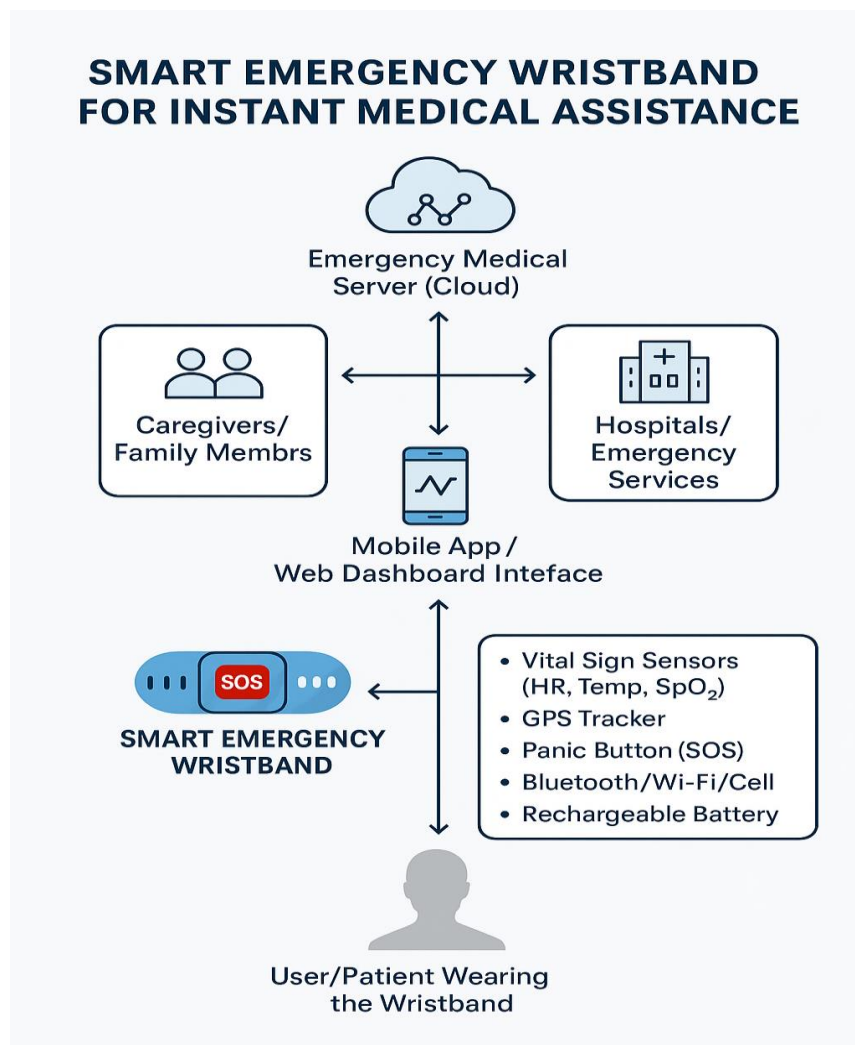 SMART EMERGENCY WRISTBAND
FOR INSTANT MEDICAL ASSISTANCE
Emergency Medical
Server (Cloud)
Caregivers/
Family Membrs
Hospitals/
Emergency
Services
Mobile App /
Web Dashboard Inteface
SOS
SMART EMERGENCY
WRISTBAND
• Vital Sign Sensors
(HR, Temp, SpO₂)
• GPS Tracker
• Panic Button (SOS)
• Bluetooth/Wi-Fi/Cell
• Rechargeable Battery
User/Patient Wearing
the Wristband